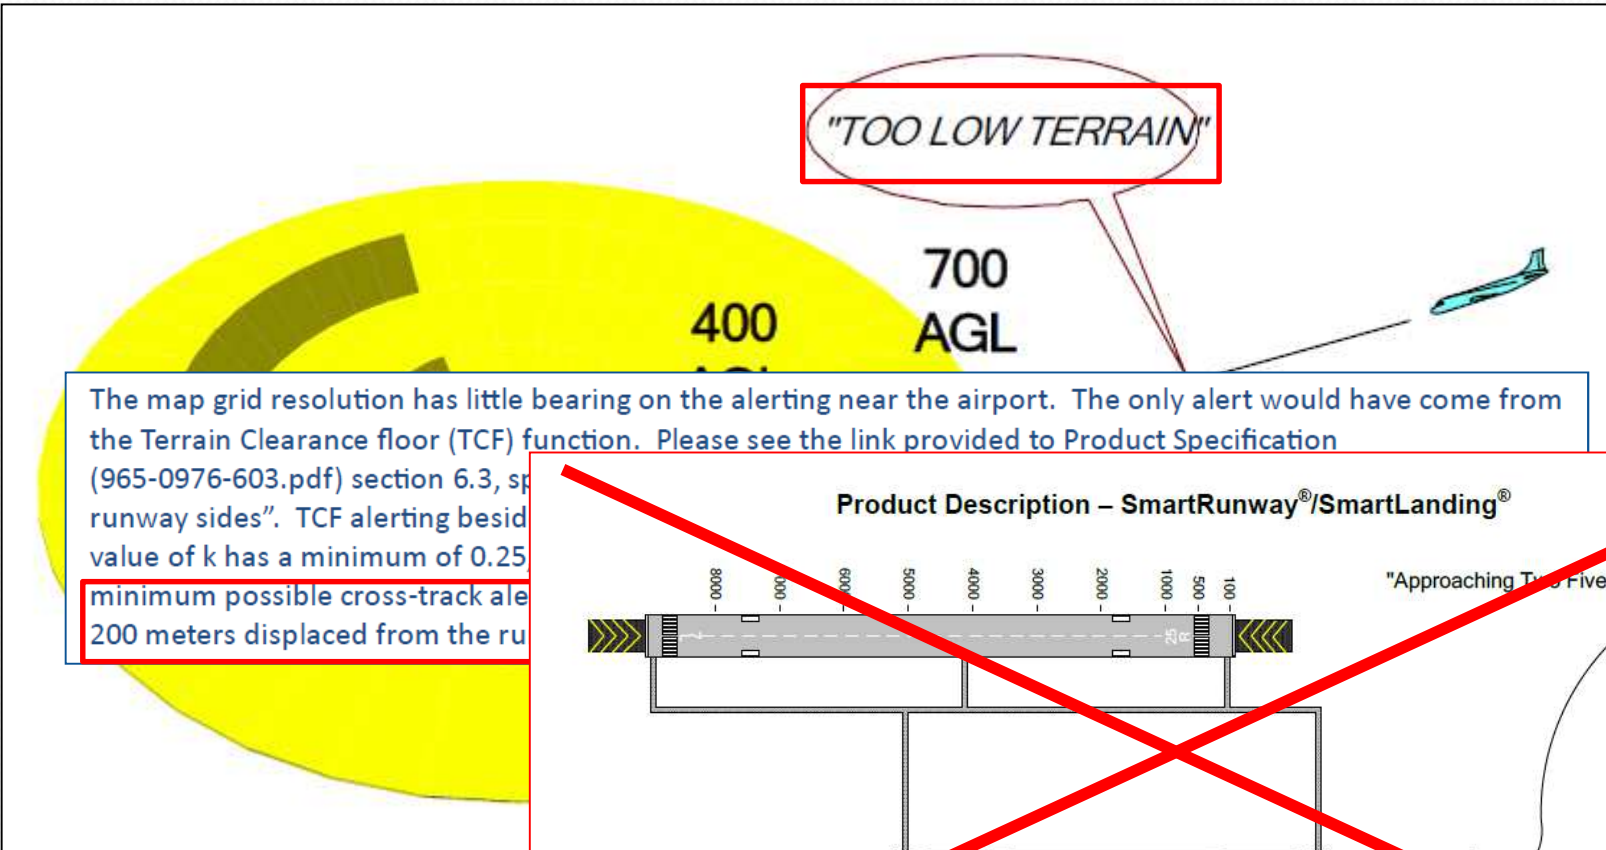 "TOO LOW TERRAIN"
700
AGL
400
The map grid resolution has little bearing on the alerting near the airport. The only alert would have come from
the Terrain Clearance floor (TCF) function. Please see the link provided to Product Specification
(965-0976-603.pdf) section 6.3,
runway sides". TCF alerting
value of k has a minimum of 0.25,
minimum possible cross-track
200 meters displaced from the
Product Description – SmartRunway®/SmartLanding®
8000 6000 5000 4000 3000 2000 1000 500 100
"Approaching Two Five
25
R